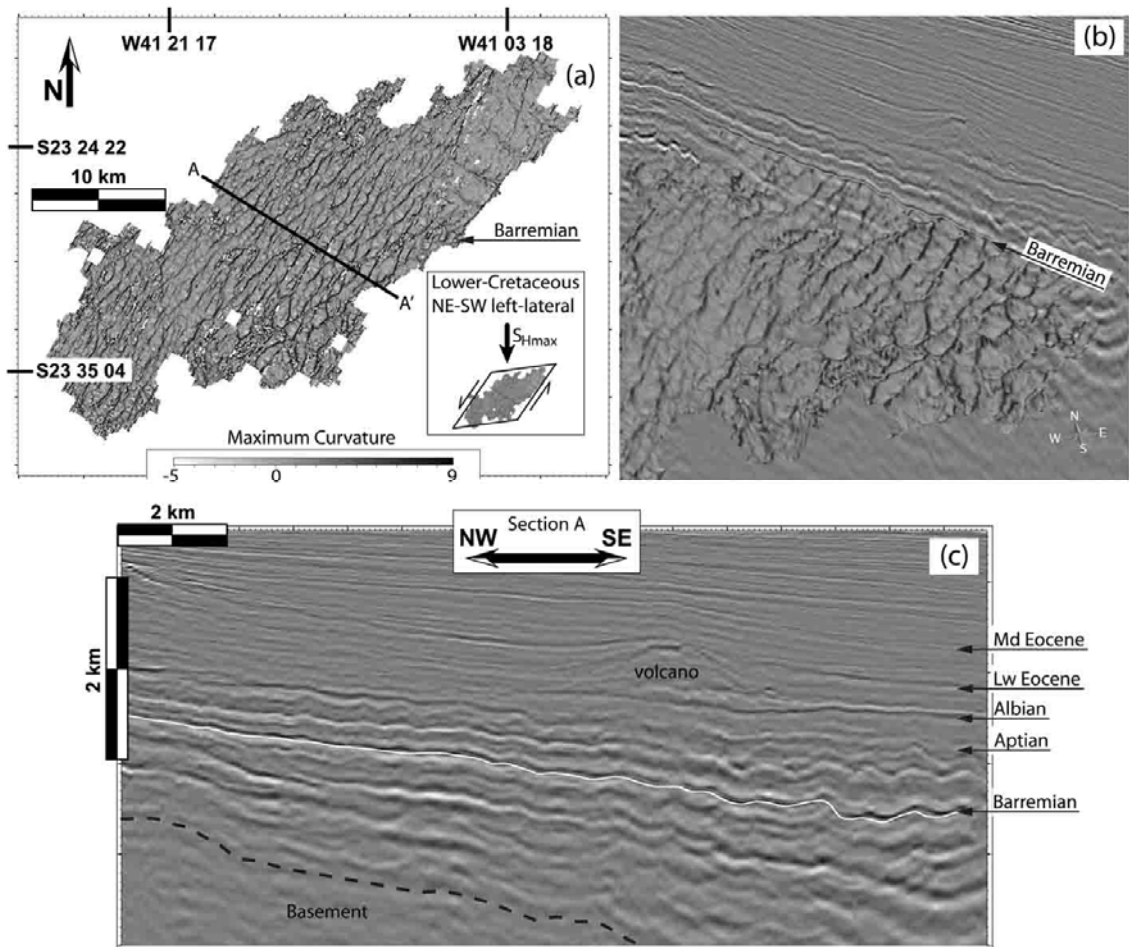 W41 21 17
W41 03 18
(a)
N
S23 24 22
10 km
A
A'
Barremian
Lower-Cretaceous
NE-SW left-lateral
SHmax
S23 35 04
Maximum Curvature
-5
0
9
(b)
Barremian
N
W
E
S
2 km
Section A
NW
SE
(c)
2 km
volcano
Md Eocene
Lw Eocene
Albian
Aptian
Barremian
Basement